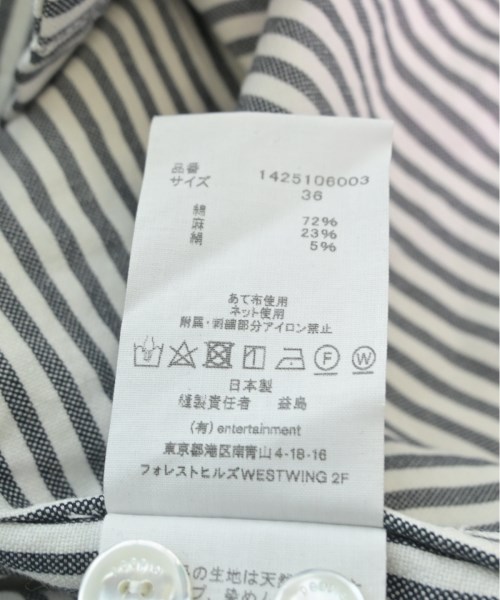 品番
サイズ 1425106003
36
綿 72%
麻 23%
絹 5%
あて布使用
ネット使用
附属・刺繍部分アイロン禁止
F W
日本製
縫製責任者 益島
(有) entertainment
東京都港区南青山4-18-16
フォレストヒルズWESTWING 2F
の生地は天
染め